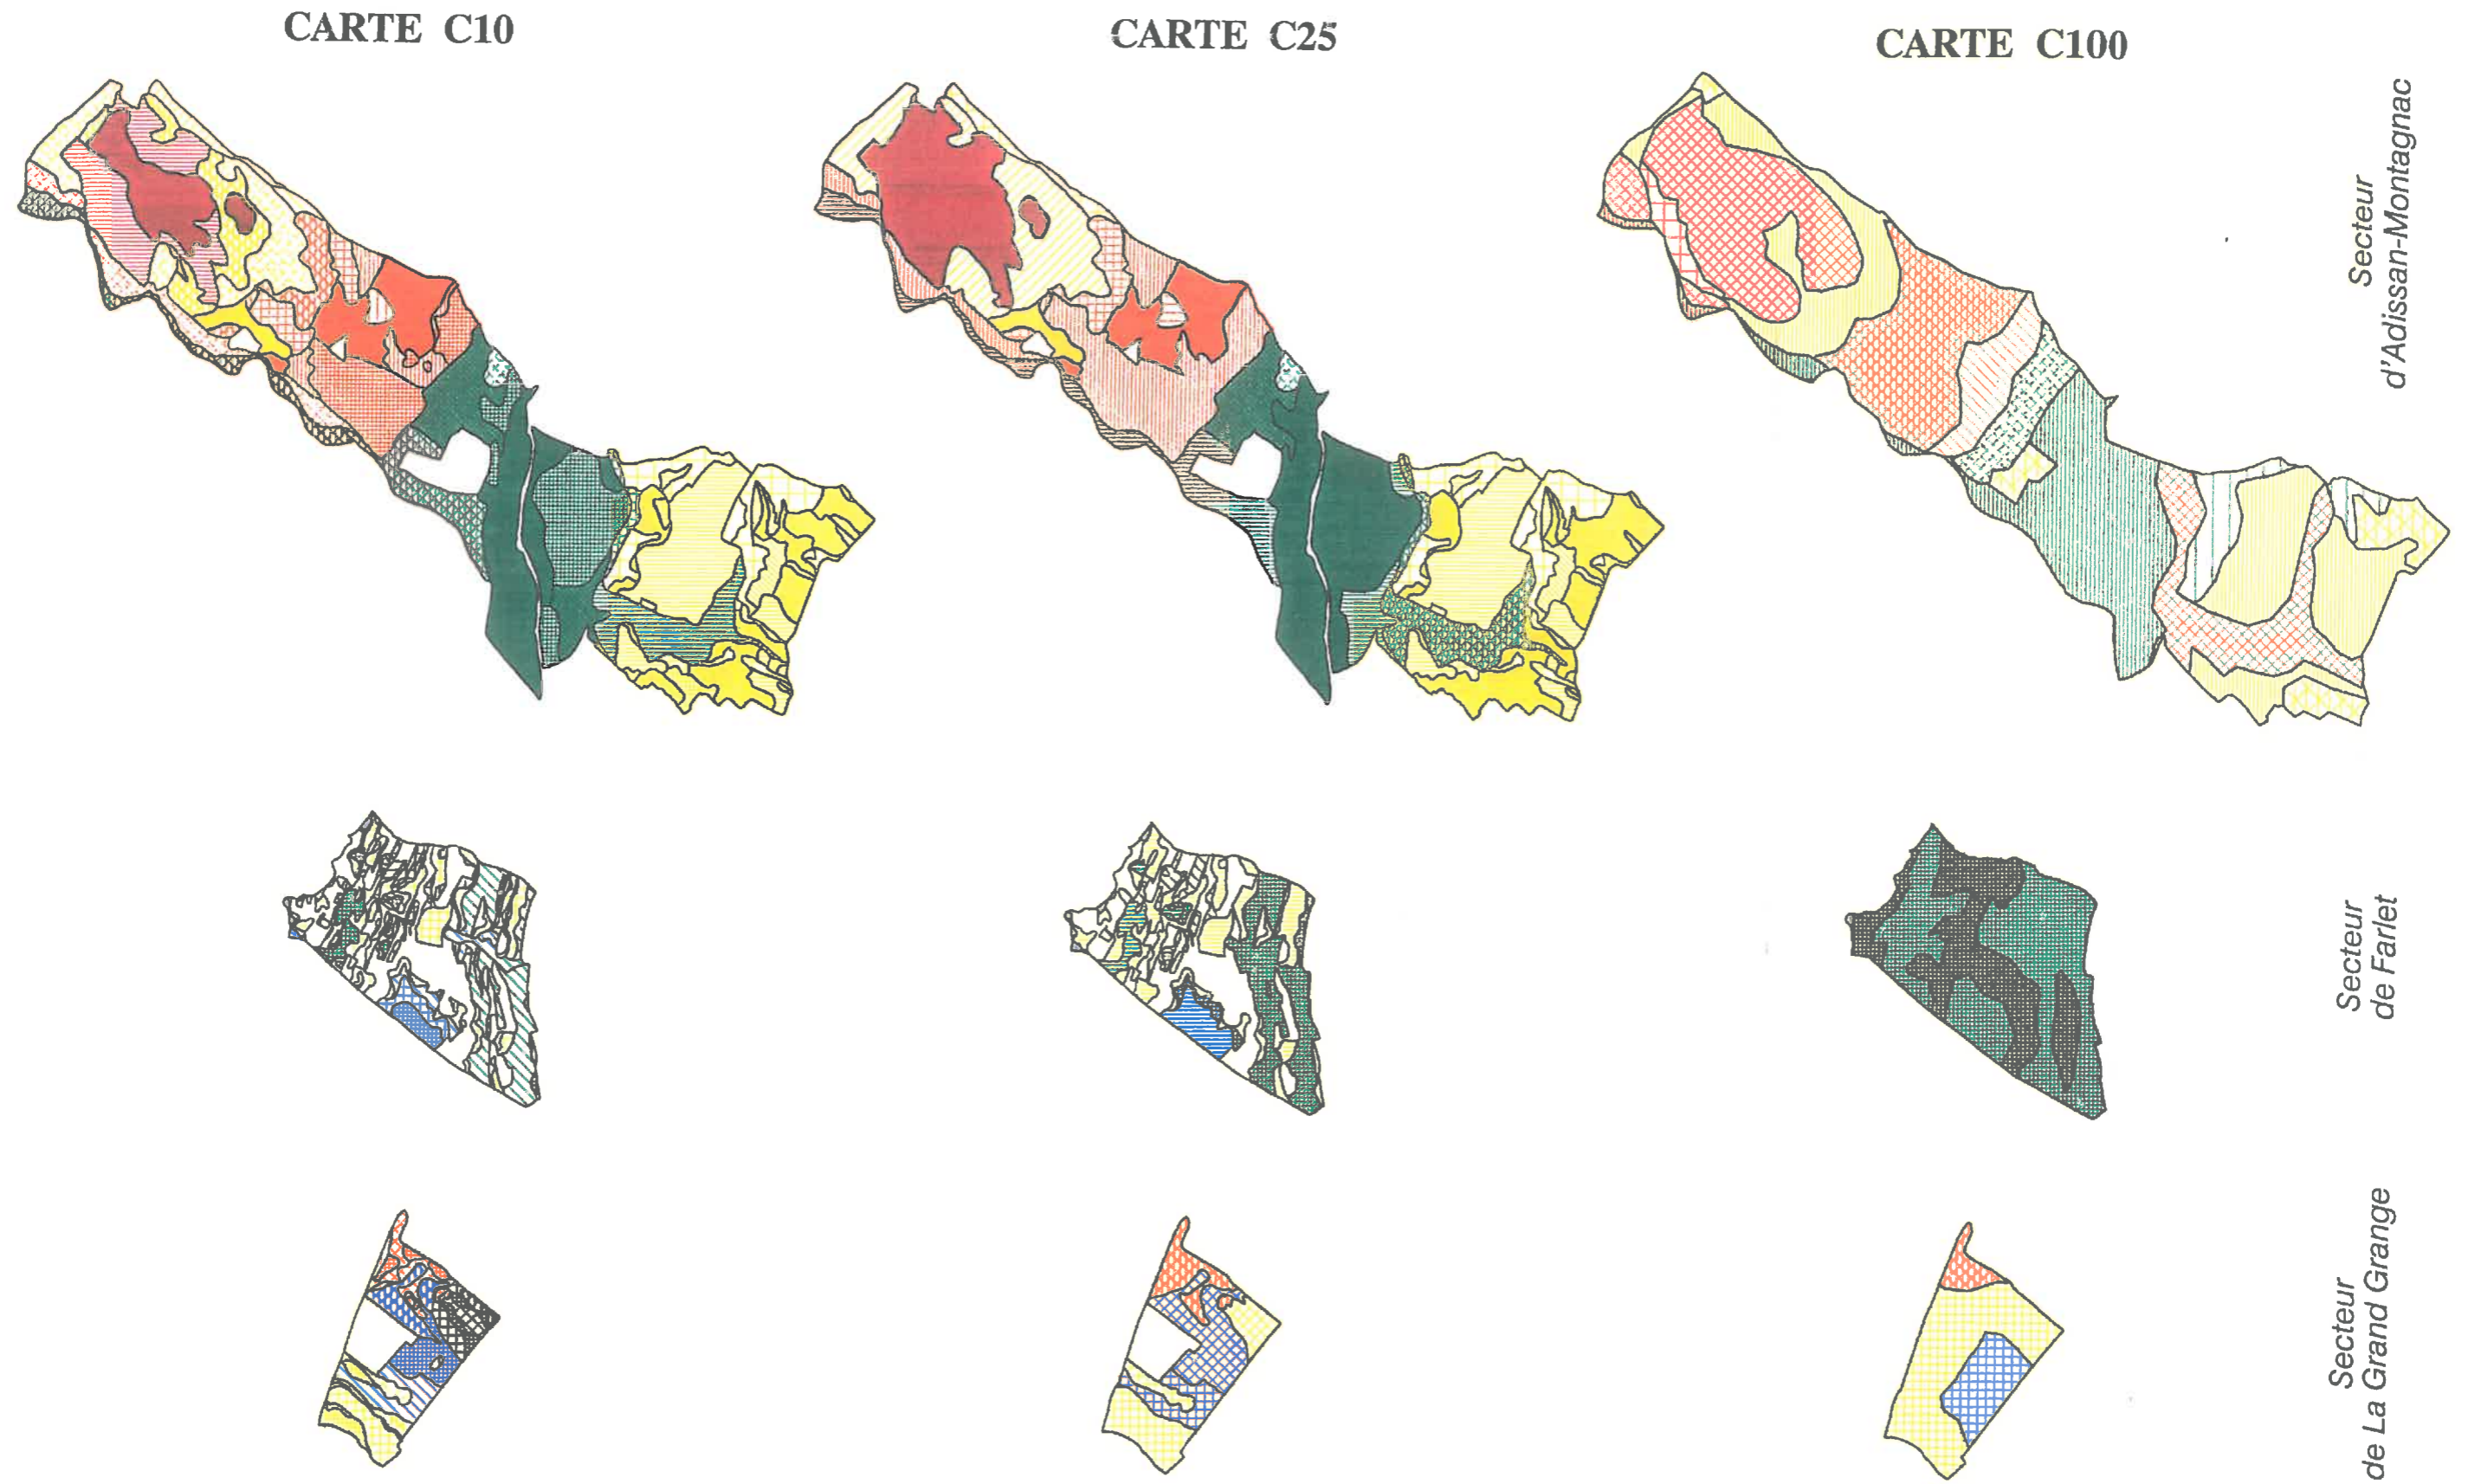 CARTE C10
CARTE C25
CARTE C100
Secteur
d'Adissan-Montagnac
Secteur
de Farlet
Secteur
de La Grand Grange